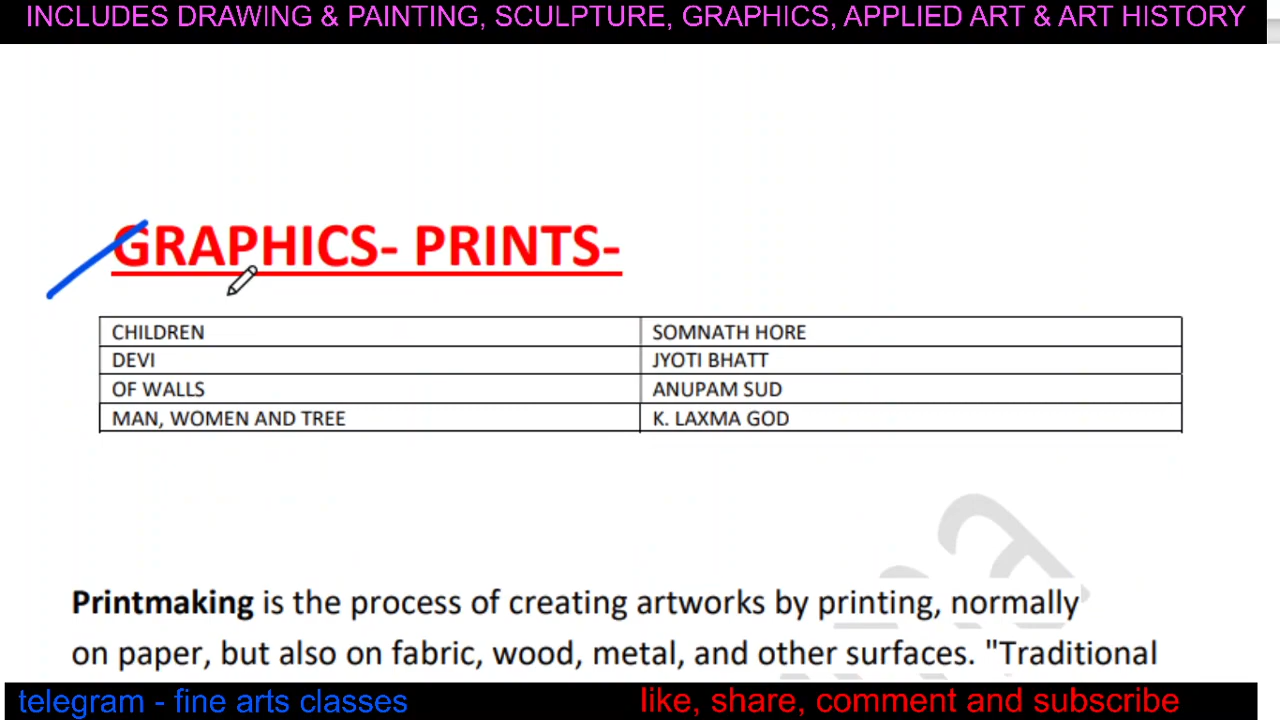 INCLUDES DRAWING & PAINTING, SCULPTURE, GRAPHICS, APPLIED ART & ART HISTORY
GRAPHICS- PRINTS-
CHILDREN SOMNATH HORE
DEVI JYOTI BHATT
OF WALLS ANUPAM SUD
MAN, WOMEN AND TREE K. LAXMA GOD
Printmaking is the process of creating artworks by printing, normally
on paper, but also on fabric, wood, metal, and other surfaces. "Traditional
telegram - fine arts classes like, share, comment and subscribe